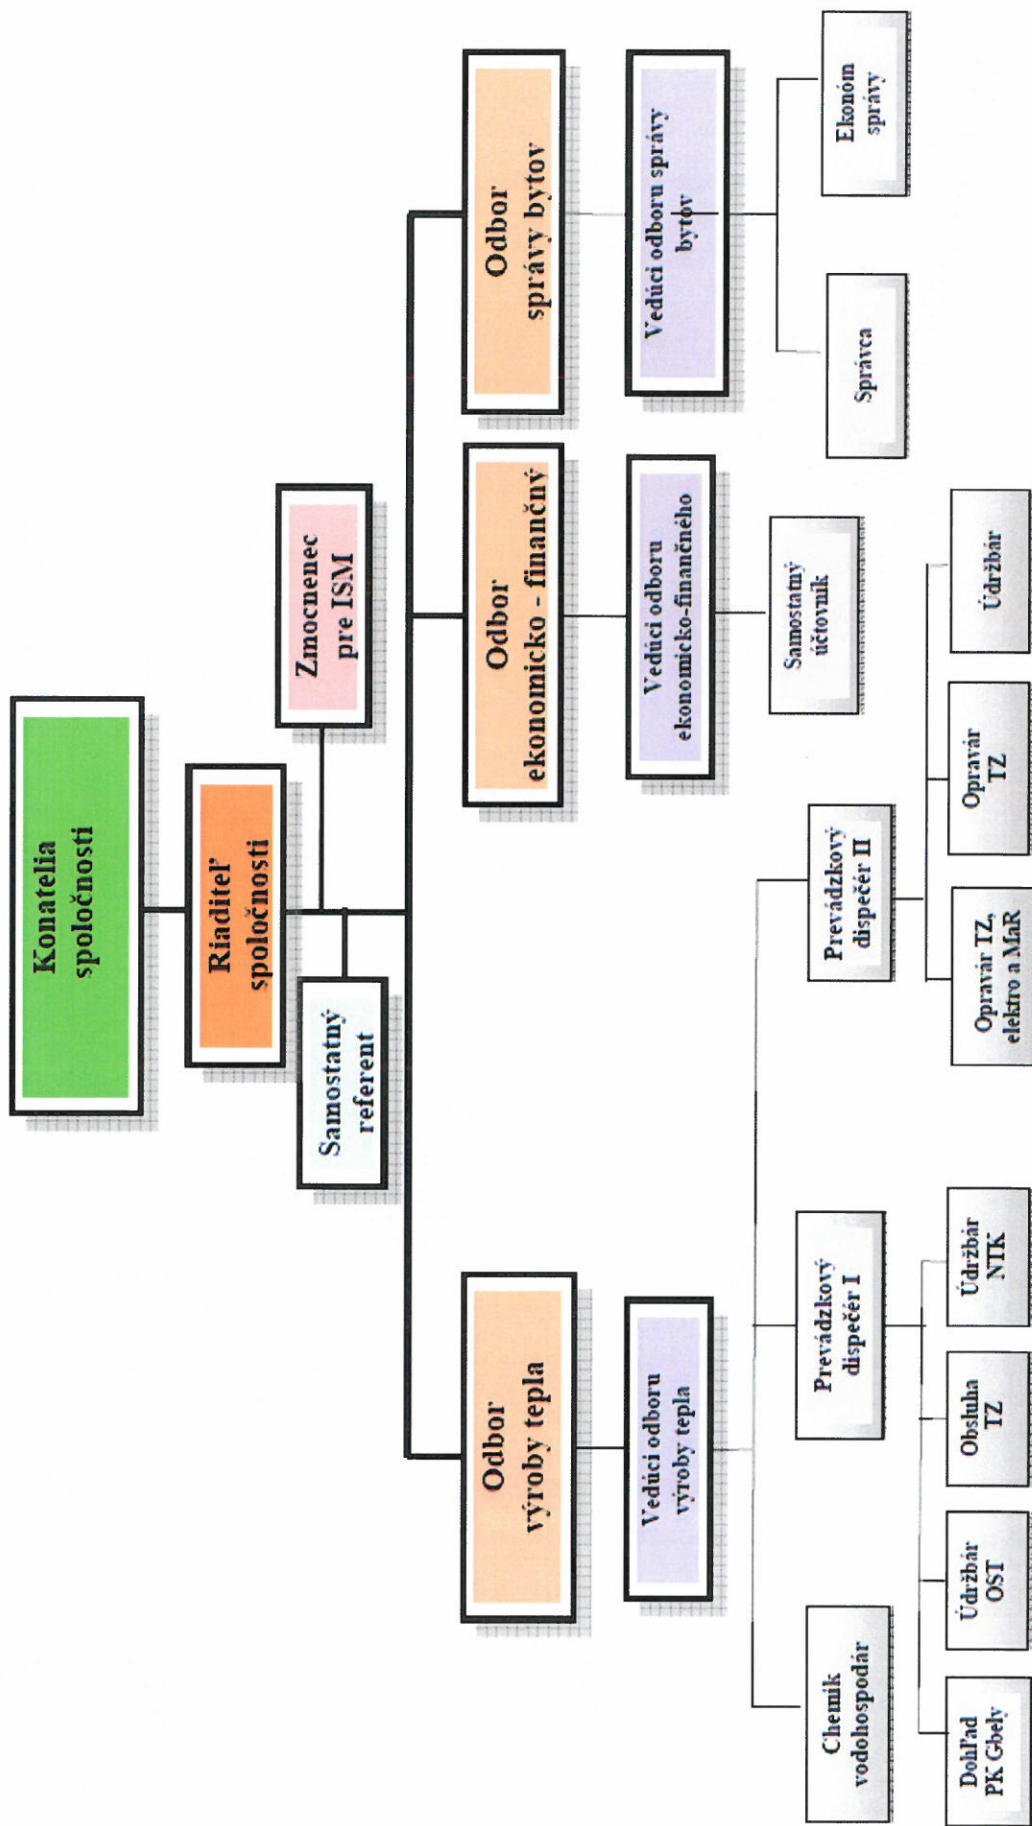 Konatelia
spoločnosti
Riaditeľ
spoločnosti
Samostatný
referent
Zmocnenec
pre ISM
Odbor
výroby tepla
Odbor
ekonomicko - finančný
Odbor
správy bytov
Vedúci odboru
výroby tepla
Vedúci odboru
ekonomicko-finančného
Vedúci odboru správy
bytov
Chemik
vodohospodár
Prevádzkový
dispečér I
Prevádzkový
dispečér II
Samostatný
účtovník
Správca
Ekonóm
správy
Dohľad
PK Gbely
Údržbár
OST
Obsluha
TZ
Údržbár
NTK
Opravár TZ,
elektro a MaR
Opravár
TZ
Údržbár